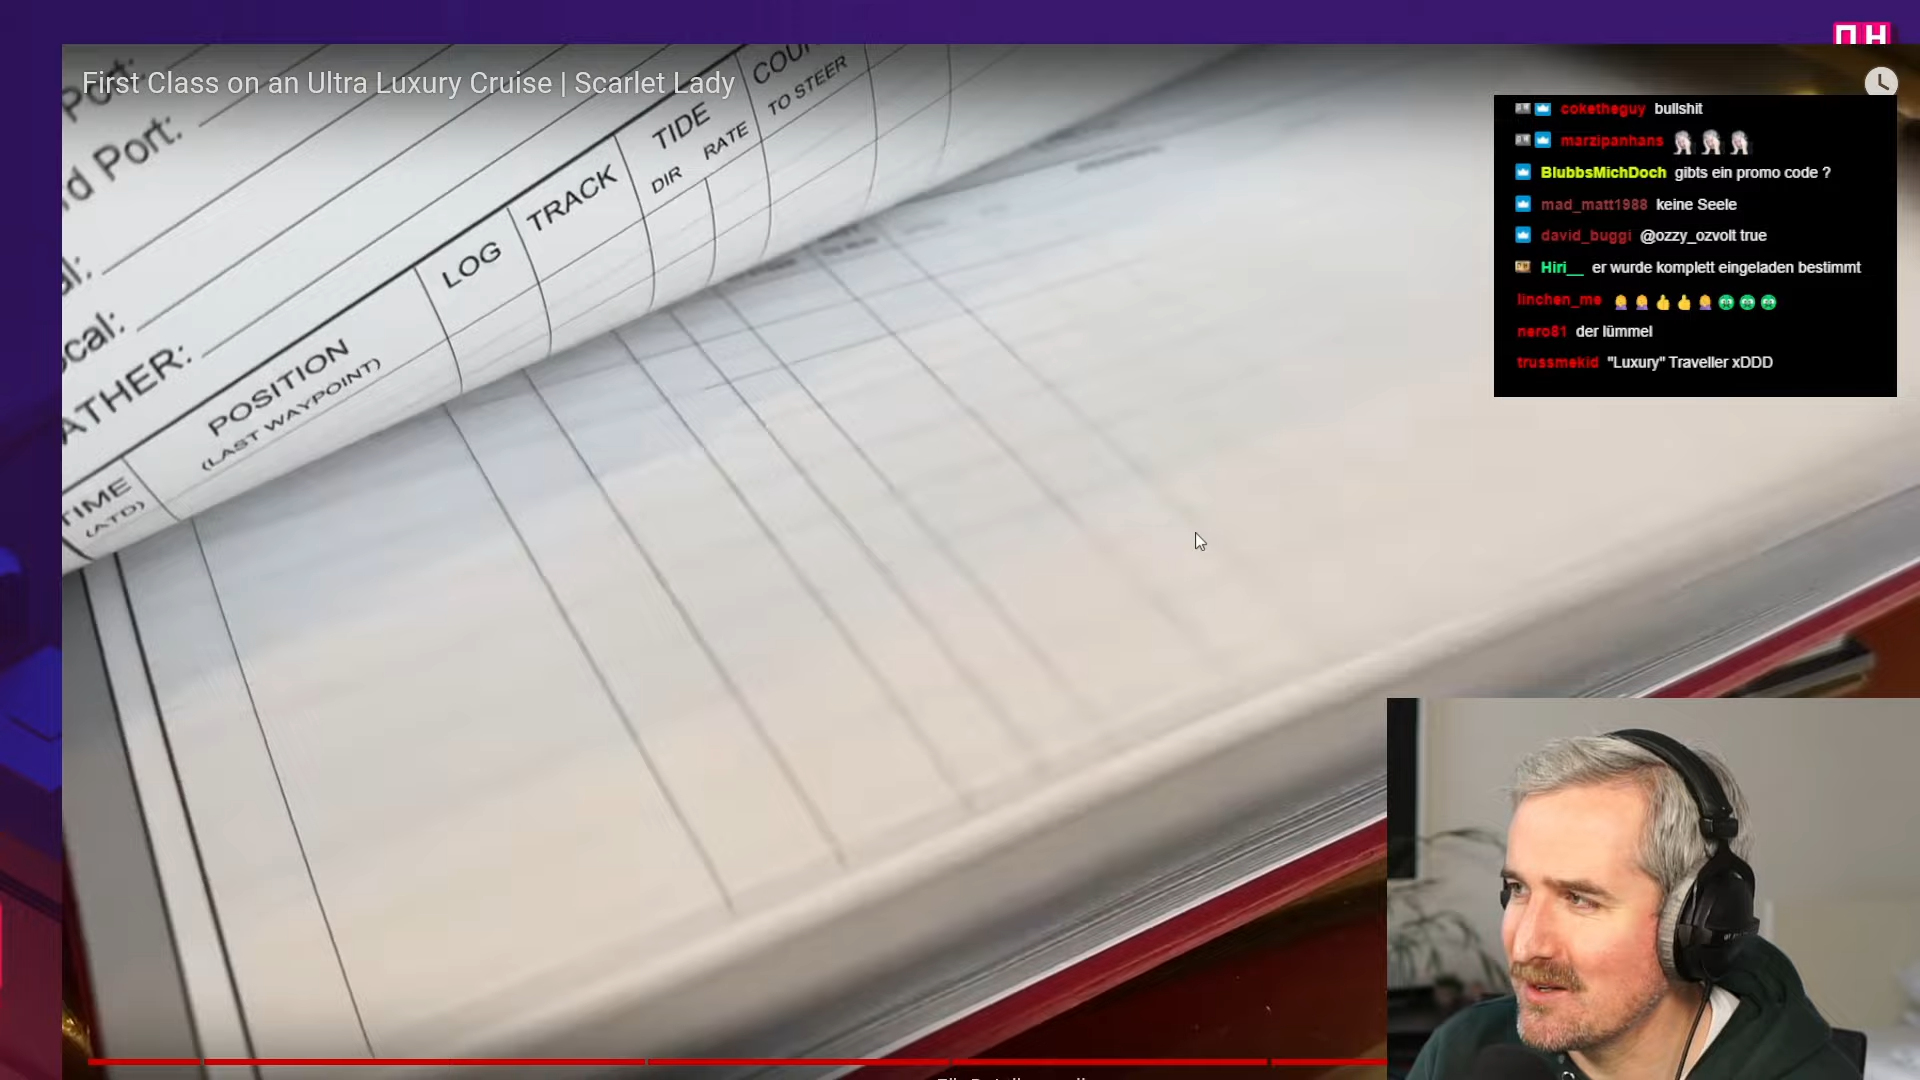 First Class on an Ultra Luxury Cruise | Scarlet Lady
Port:
d Port:
al:
ocal:
ATHER:
TIME
(ATD)
POSITION
(LAST WAYPOINT)
LOG
TRACK
TIDE
DIR RATE
TO STEER
coketheguy bullshit
marzipanhans
BlubbsMichDoch gibts ein promo code ?
mad_matt1988 keine Seele
david_buggi @ozzy_ozvolt true
Hiri__ er wurde komplett eingeladen bestimmt
linchen_me
nero81 der lümmel
trussmekid "Luxury" Traveller xDDD